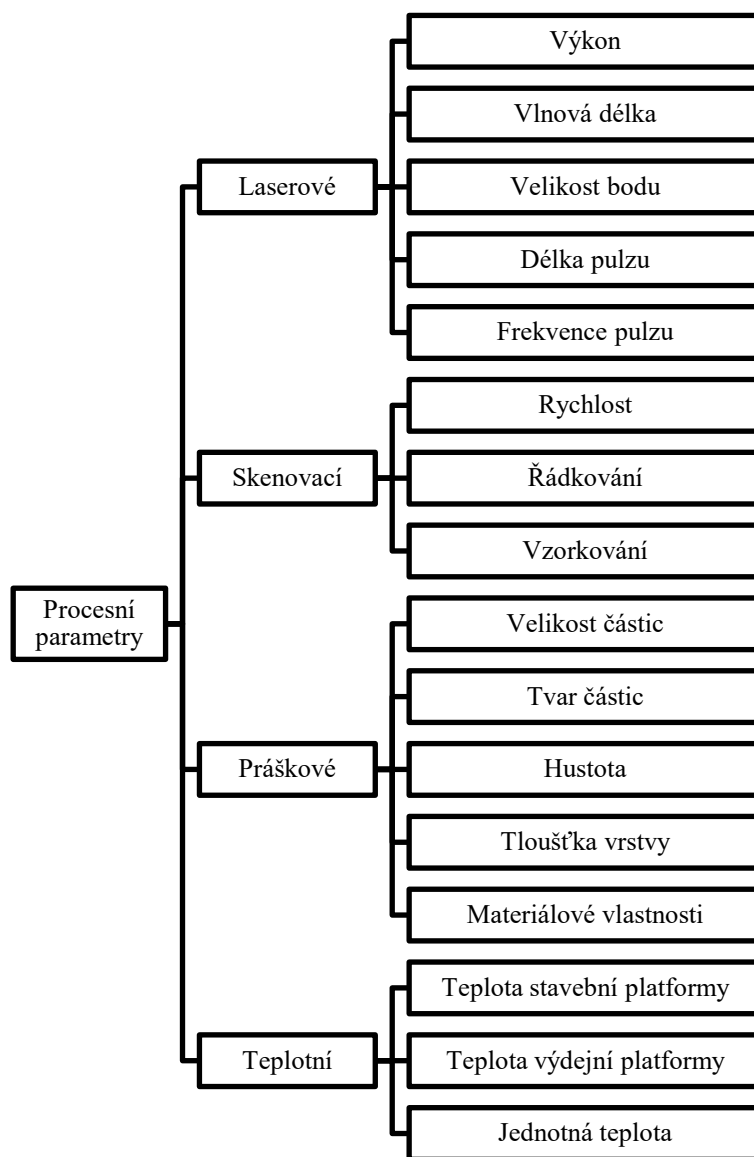 Procesní
parametry
Laserové
Výkon
Vlnová délka
Velikost bodu
Délka pulzu
Frekvence pulzu
Skenovací
Rychlost
Řádkování
Vzorkování
Práškové
Velikost částic
Tvar částic
Hustota
Tloušťka vrstvy
Materiálové vlastnosti
Teplotní
Teplota stavební platformy
Teplota výdejní platformy
Jednotná teplota